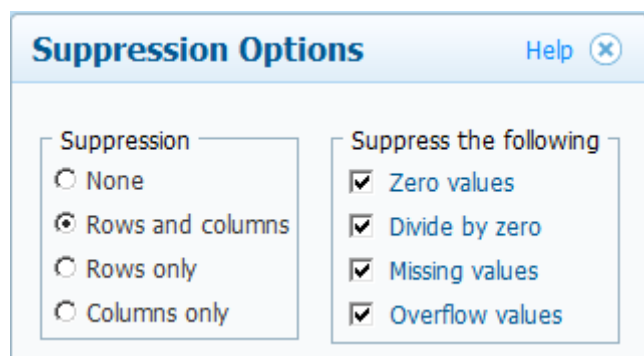 Suppression Options Help
Suppression
None
Rows and columns
Rows only
Columns only
Suppress the following
Zero values
Divide by zero
Missing values
Overflow values